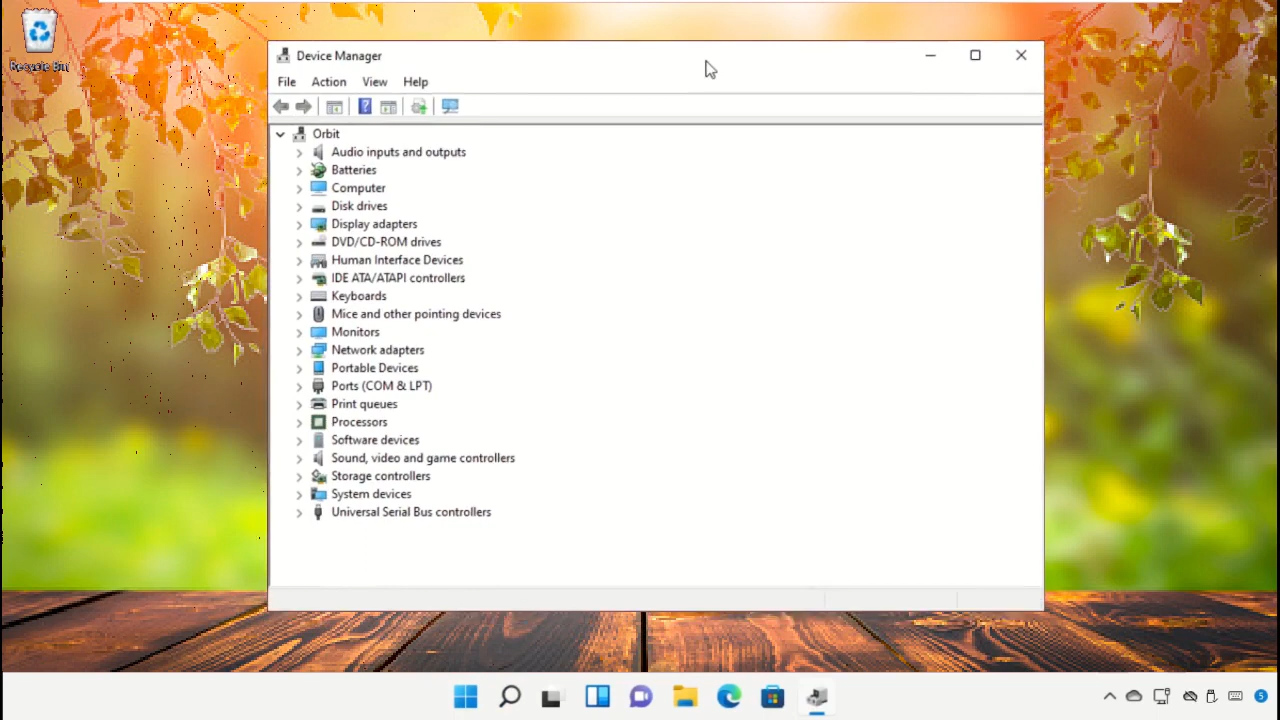 Recycle Bin
Device Manager
File Action View Help
Orbit
Audio inputs and outputs
Batteries
Computer
Disk drives
Display adapters
DVD/CD-ROM drives
Human Interface Devices
IDE ATA/ATAPI controllers
Keyboards
Mice and other pointing devices
Monitors
Network adapters
Portable Devices
Ports (COM & LPT)
Print queues
Processors
Software devices
Sound, video and game controllers
Storage controllers
System devices
Universal Serial Bus controllers
5